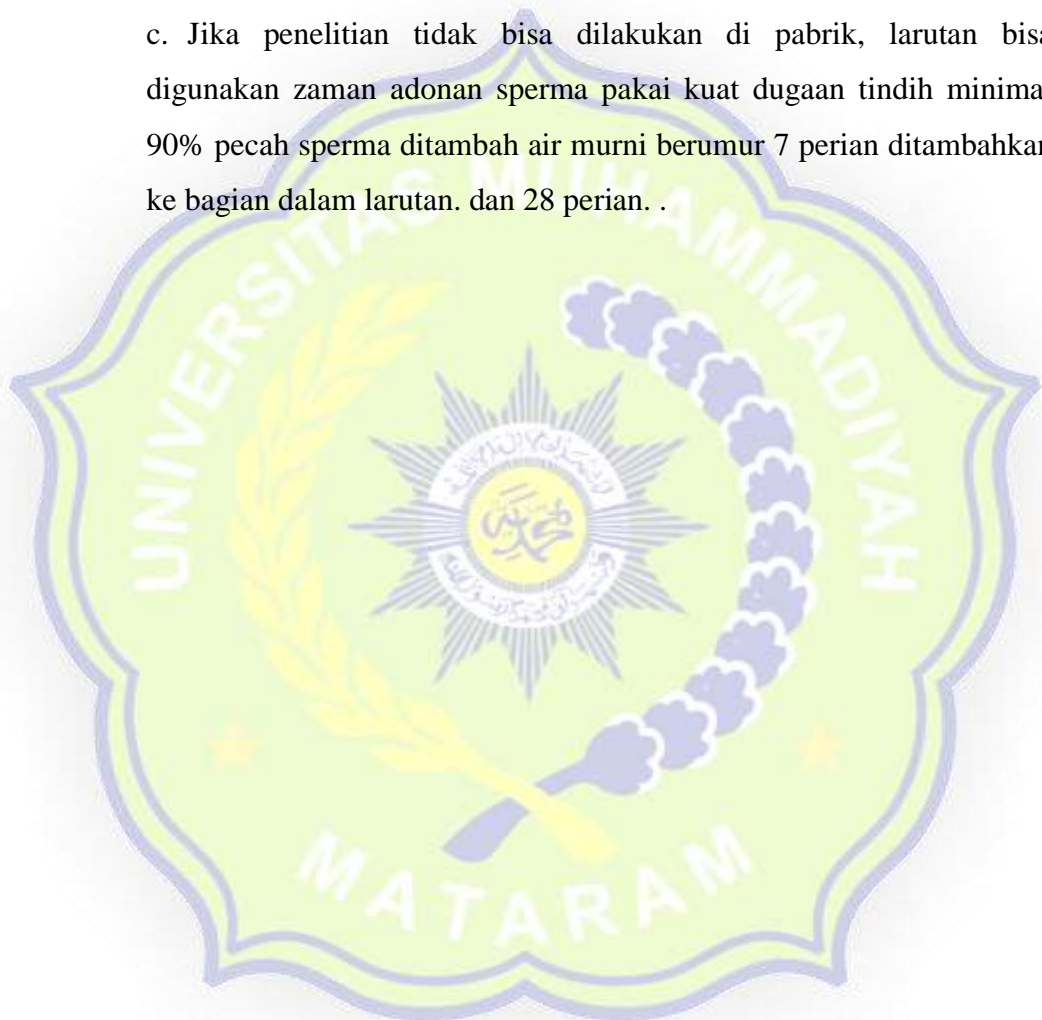 c. Jika penelitian tidak bisa dilakukan di pabrik, larutan bisa
digunakan zaman adonan sperma pakai kuat dugaan tindih minimal
90% pecah sperma ditambah air murni berumur 7 perian ditambahkan
ke bagian dalam larutan. dan 28 perian. .
UNIVERSITAS MUHAMMADIYAH
MATARAM